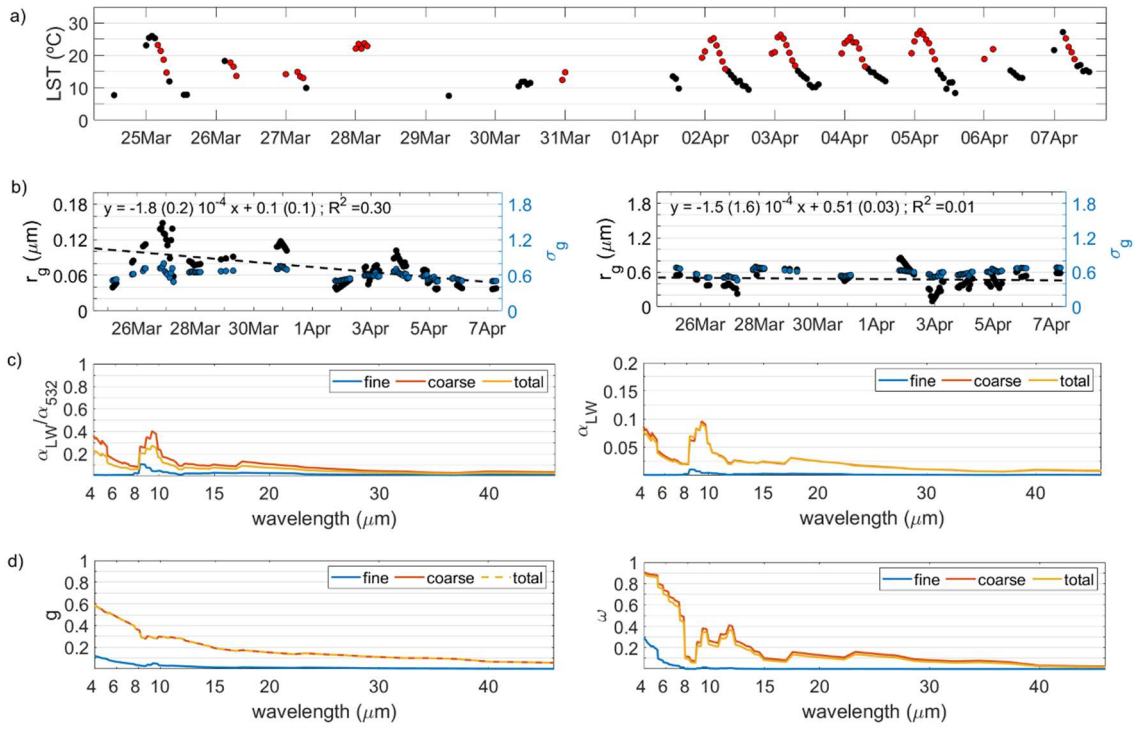 a)
LST (ºC)
30
20
10
0
25Mar 26Mar 27Mar 28Mar 29Mar 30Mar 31Mar 01Apr 02Apr 03Apr 04Apr 05Apr 06Apr 07Apr
b)
y = -1.8 (0.2) 10-4 x + 0.1 (0.1) ; R2 = 0.30
rg (μm)
0.18
0.12
0.06
0
σg
1.8
1.2
0.6
0
26Mar 28Mar 30Mar 1Apr 3Apr 5Apr 7Apr
y = -1.5 (1.6) 10-4 x + 0.51 (0.03) ; R2 = 0.01
rg (μm)
1.8
1.2
0.6
0
σg
1.8
1.2
0.6
0
26Mar 28Mar 30Mar 1Apr 3Apr 5Apr 7Apr
c)
αLW/α532
1
0.8
0.6
0.4
0.2
fine coarse total
4 6 8 10 15 20 30 40
wavelength (μm)
αLW
0.2
0.15
0.1
0.05
fine coarse total
4 6 8 10 15 20 30 40
wavelength (μm)
d)
g
1
0.8
0.6
0.4
0.2
fine coarse total
4 6 8 10 15 20 30 40
wavelength (μm)
ω
1
0.8
0.6
0.4
0.2
fine coarse total
4 6 8 10 15 20 30 40
wavelength (μm)